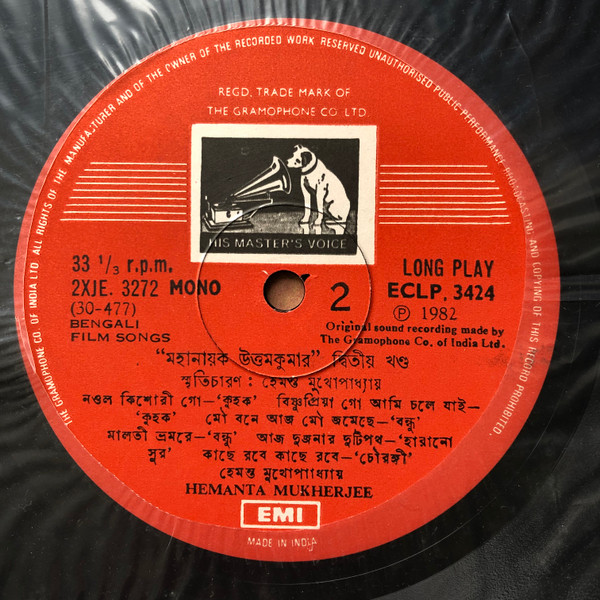 THE GRAMOPHONE CO. OF INDIA LTD. ALL RIGHTS OF THE MANUFACTURER AND OF THE OWNER OF THE RECORDED WORK RESERVED UNAUTHORISED PUBLIC PERFORMANCE BROADCASTING AND COPYING OF THIS RECORD PROHIBITED
REGD. TRADE MARK OF
THE GRAMOPHONE CO. LTD.
HIS MASTER'S VOICE
33 1/3 r.p.m.
2XJE. 3272 MONO
(30-477)
BENGALI
FILM SONGS
2
LONG PLAY
ECLP. 3424
Ⓟ 1982
Original sound recording made by
The Gramophone Co. of India Ltd.
“মহানায়ক উত্তমকুমার” দ্বিতীয় খণ্ড
স্মৃতিচারণ : হেমন্ত মুখোপাধ্যায়
নওল কিশোরী গো–‘কুহক’ বিষ্ণুপ্রিয়া গো আমি চলে যাই–
‘কুহক’ মৌ বনে আজ মৌ জমেছে–‘বন্ধু’
মালতী ভ্রমরে–‘বন্ধু’ আজ দুজনার দুটিপথ–‘হারানো
সুর’ কাছে রবে কাছে রবে–‘চৌরঙ্গী’
হেমন্ত মুখোপাধ্যায়
HEMANTA MUKHERJEE
EMI
MADE IN INDIA